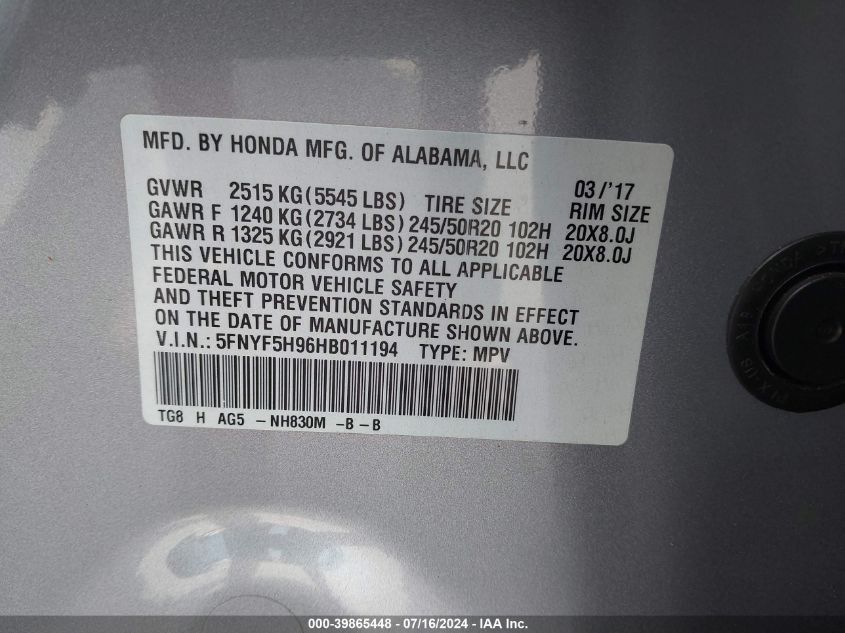 MFD. BY HONDA MFG. OF ALABAMA, LLC
GVWR 2515 KG (5545 LBS) TIRE SIZE 03 /'17 RIM SIZE
GAWR F 1240 KG (2734 LBS) 245/50R20 102H 20X8.0J
GAWR R 1325 KG (2921 LBS) 245/50R20 102H 20X8.0J
THIS VEHICLE CONFORMS TO ALL APPLICABLE
FEDERAL MOTOR VEHICLE SAFETY
AND THEFT PREVENTION STANDARDS IN EFFECT
ON THE DATE OF MANUFACTURE SHOWN ABOVE.
V.I.N.: 5FNYF5H96HB011194 TYPE: MPV
TG8 H AG5 - NH830M - B - B
HONDA
000-39865448 - 07/16/2024 - IAA Inc.